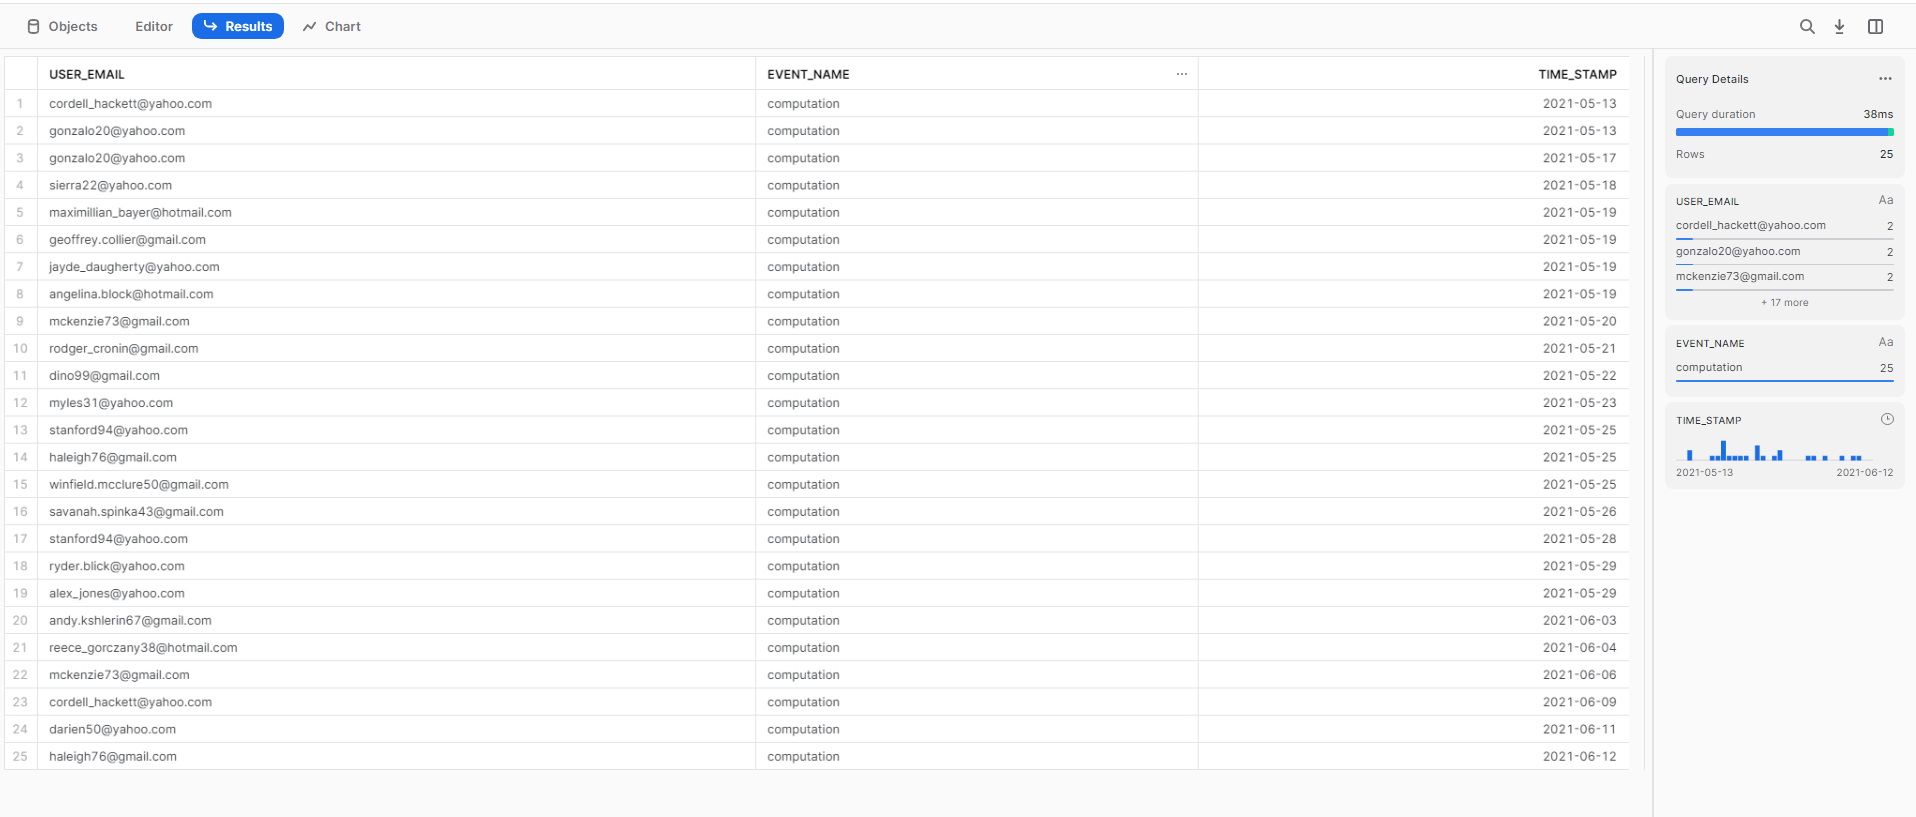 Objects Editor Results Chart
USER_EMAIL EVENT_NAME ... TIME_STAMP
1 cordell_hackett@yahoo.com computation 2021-05-13
2 gonzalo20@yahoo.com computation 2021-05-13
3 gonzalo20@yahoo.com computation 2021-05-17
4 sierra22@yahoo.com computation 2021-05-18
5 maximillian_bayer@hotmail.com computation 2021-05-19
6 geoffrey.collier@gmail.com computation 2021-05-19
7 jayde_daugherty@yahoo.com computation 2021-05-19
8 angelina.block@hotmail.com computation 2021-05-19
9 mckenzie73@gmail.com computation 2021-05-20
10 rodger_cronin@gmail.com computation 2021-05-21
11 dino99@gmail.com computation 2021-05-22
12 myles31@yahoo.com computation 2021-05-23
13 stanford94@yahoo.com computation 2021-05-25
14 haleigh76@gmail.com computation 2021-05-25
15 winfield.mcclure50@gmail.com computation 2021-05-25
16 savanah.spinka43@gmail.com computation 2021-05-26
17 stanford94@yahoo.com computation 2021-05-28
18 ryder.blick@yahoo.com computation 2021-05-29
19 alex_jones@yahoo.com computation 2021-05-29
20 andy.kshlerin67@gmail.com computation 2021-06-03
21 reece_gorczany38@hotmail.com computation 2021-06-04
22 mckenzie73@gmail.com computation 2021-06-06
23 cordell_hackett@yahoo.com computation 2021-06-09
24 darien50@yahoo.com computation 2021-06-11
25 haleigh76@gmail.com computation 2021-06-12
Query Details ...
Query duration 38ms
Rows 25
USER_EMAIL Aa
cordell_hackett@yahoo.com 2
gonzalo20@yahoo.com 2
mckenzie73@gmail.com 2
+ 17 more
EVENT_NAME Aa
computation 25
TIME_STAMP
2021-05-13 2021-06-12